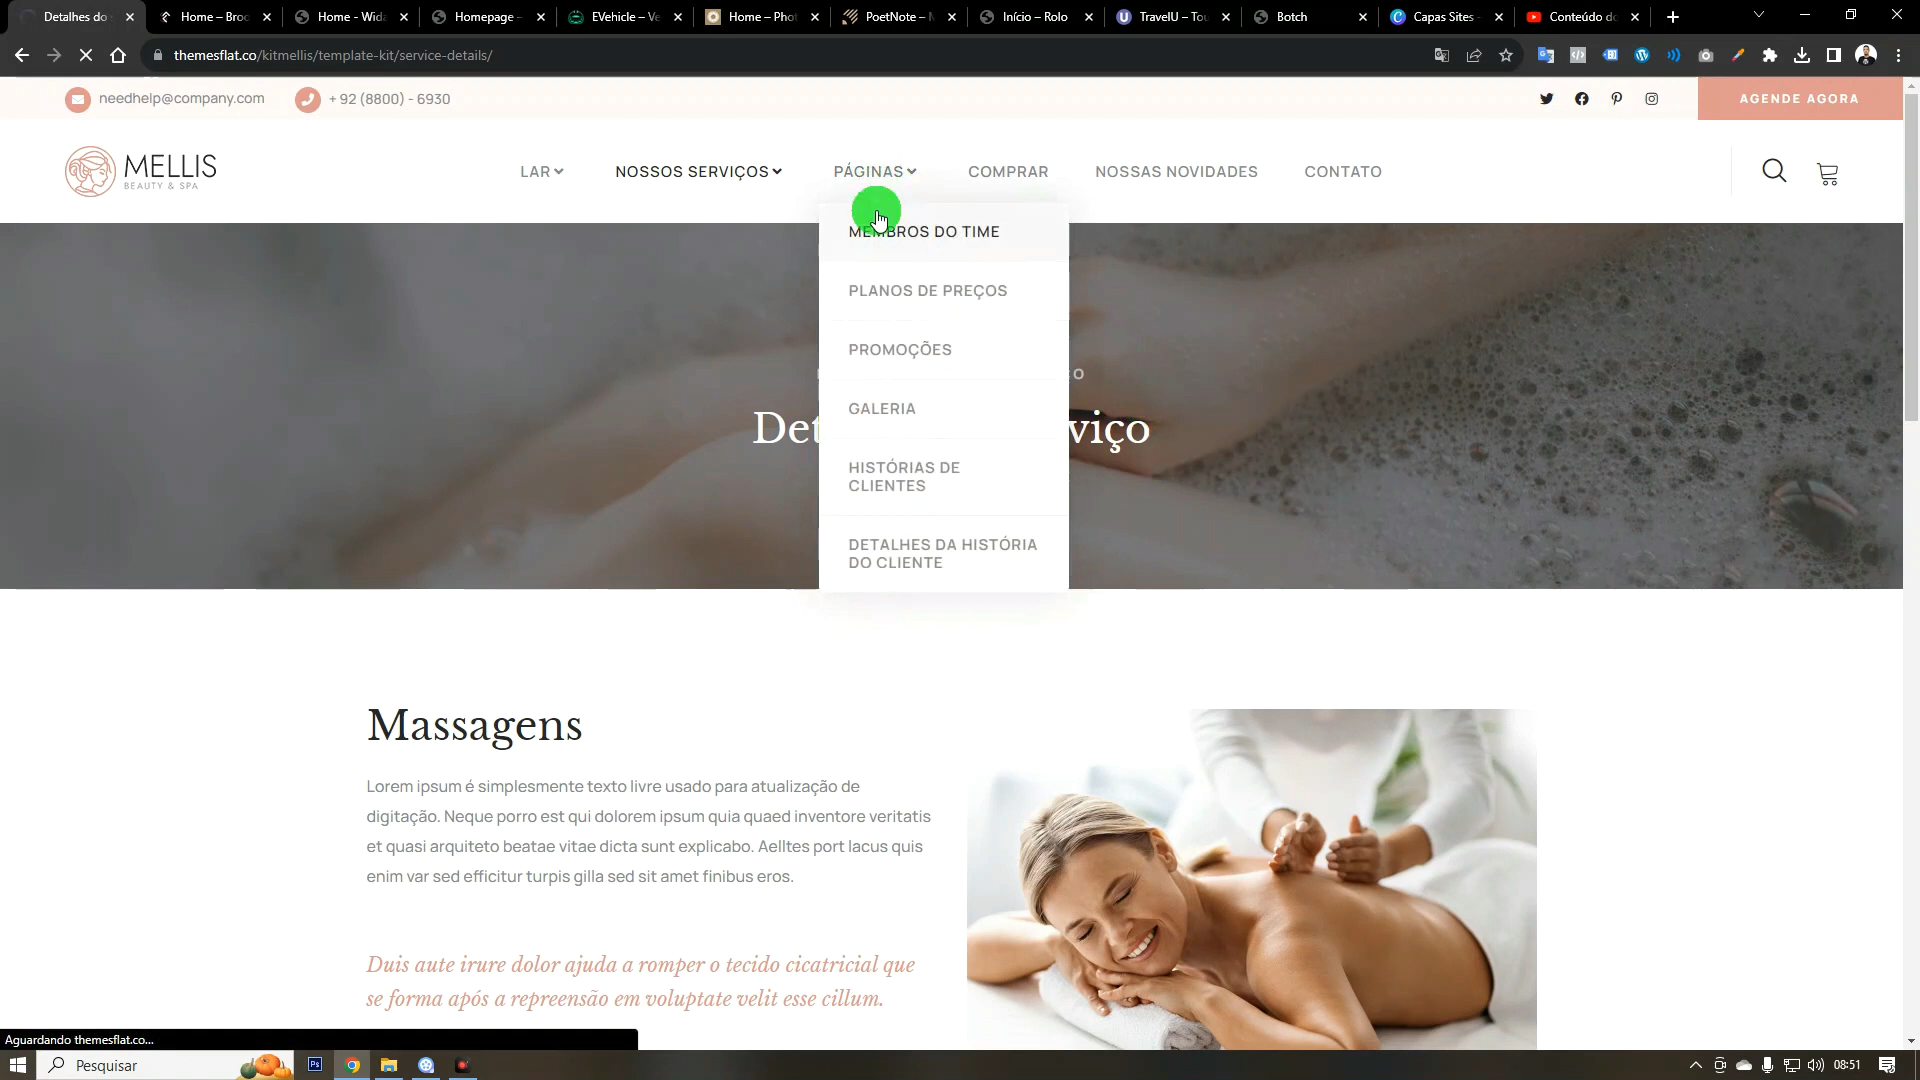 Detalhes do
Home – Broc
Home - Wida
Homepage –
EVehicle – Ve
Home – Phot
PoetNote – N
Início – Rolo
TravelU – Tou
Botch
Capas Sites -
Conteúdo do
themesflat.co/kitmellis/template-kit/service-details/
needhelp@company.com
+ 92 (8800) - 6930
AGENDE AGORA
MELLIS
BEAUTY & SPA
LAR
NOSSOS SERVIÇOS
PÁGINAS
COMPRAR
NOSSAS NOVIDADES
CONTATO
MEMBROS DO TIME
PLANOS DE PREÇOS
PROMOÇÕES
GALERIA
HISTÓRIAS DE
CLIENTES
DETALHES DA HISTÓRIA
DO CLIENTE
Det
viço
Massagens
Lorem ipsum é simplesmente texto livre usado para atualização de
digitação. Neque porro est qui dolorem ipsum quia quaed inventore veritatis
et quasi arquiteto beatae vitae dicta sunt explicabo. Aelltes port lacus quis
enim var sed efficitur turpis gilla sed sit amet finibus eros.
Duis aute irure dolor ajuda a romper o tecido cicatricial que
se forma após a repreensão em voluptate velit esse cillum.
Aguardando themesflat.co...
Pesquisar
08:51